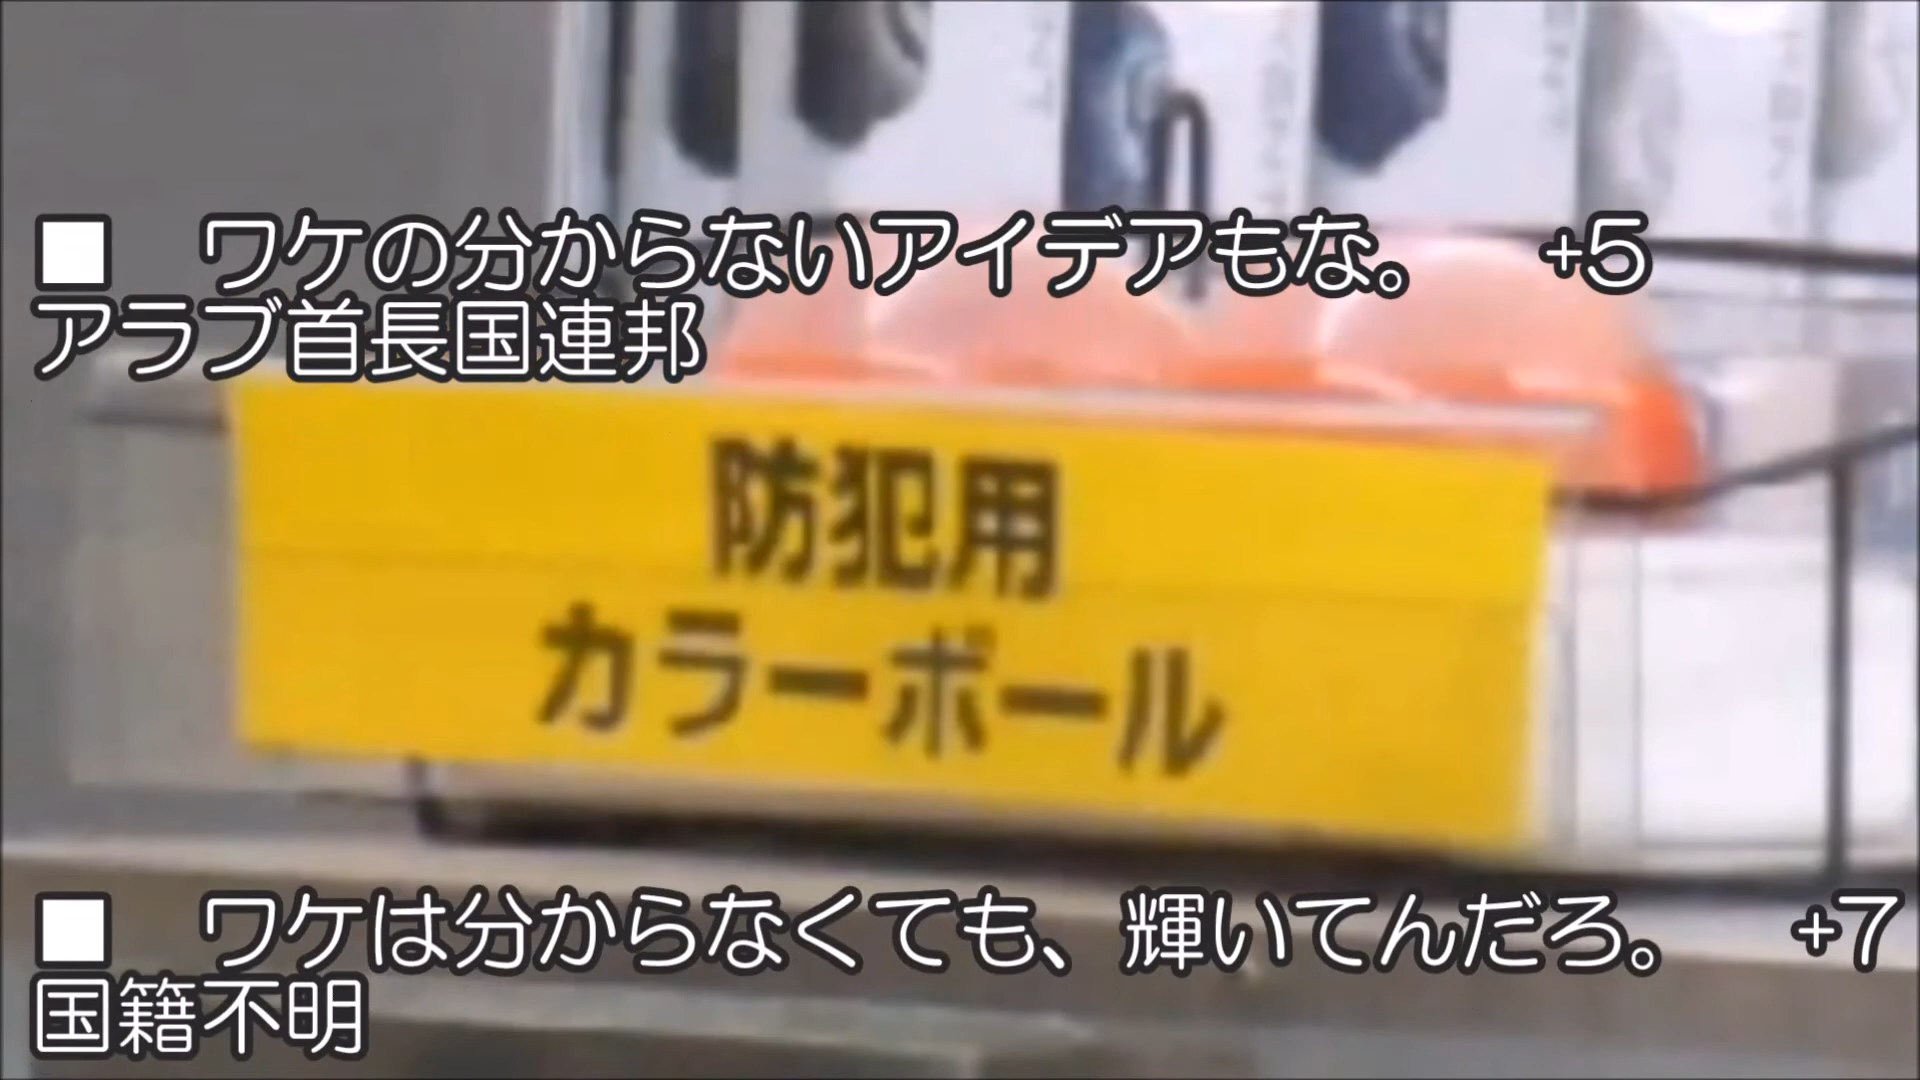 ■　ワケの分からないアイデアもな。　+5
アラブ首長国連邦
防犯用
カラーボール
■　ワケは分からなくても、輝いてんだろ。　+7
国籍不明